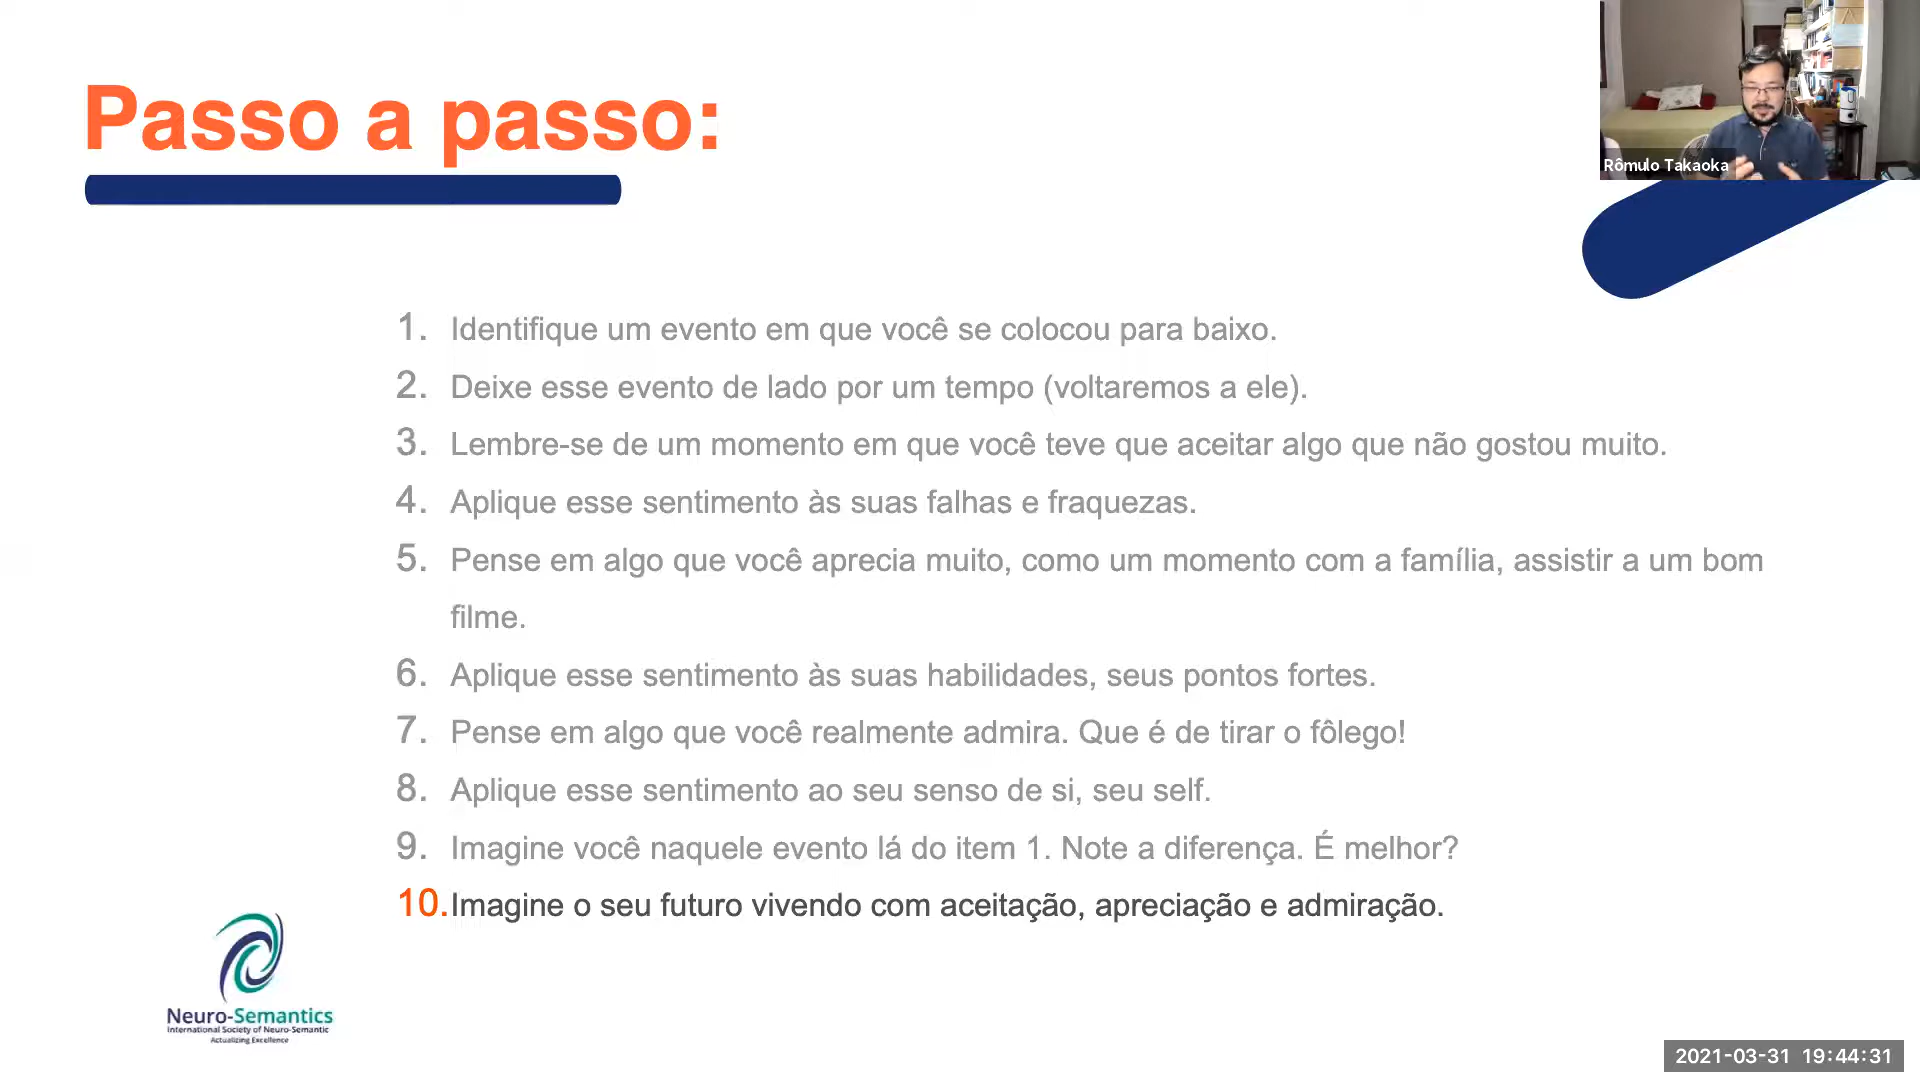 Passo a passo:
Rômulo Takaoka
1. Identifique um evento em que você se colocou para baixo.
2. Deixe esse evento de lado por um tempo (voltaremos a ele).
3. Lembre-se de um momento em que você teve que aceitar algo que não gostou muito.
4. Aplique esse sentimento às suas falhas e fraquezas.
5. Pense em algo que você aprecia muito, como um momento com a família, assistir a um bom
filme.
6. Aplique esse sentimento às suas habilidades, seus pontos fortes.
7. Pense em algo que você realmente admira. Que é de tirar o fôlego!
8. Aplique esse sentimento ao seu senso de si, seu self.
9. Imagine você naquele evento lá do item 1. Note a diferença. É melhor?
10. Imagine o seu futuro vivendo com aceitação, apreciação e admiração.
Neuro-Semantics
International Society of Neuro-Semantic
Actualizing Excellence
2021-03-31 19:44:31